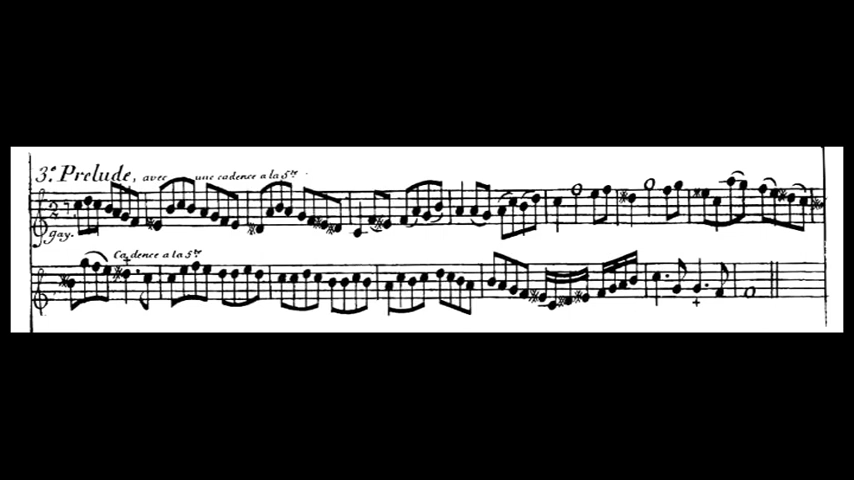 3.e Prelude, avec une cadence a la 5.te
gay.
Cadence a la 5.te